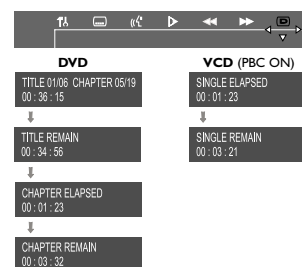 DVD
TITLE 01/06 CHAPTER 05/19
00 : 36 : 15
TITLE REMAIN
00 : 34 : 56
CHAPTER ELAPSED
00 : 01 : 23
CHAPTER REMAIN
00 : 03 : 32
VCD (PBC ON)
SINGLE ELAPSED
00 : 01 : 23
SINGLE REMAIN
00 : 03 : 21